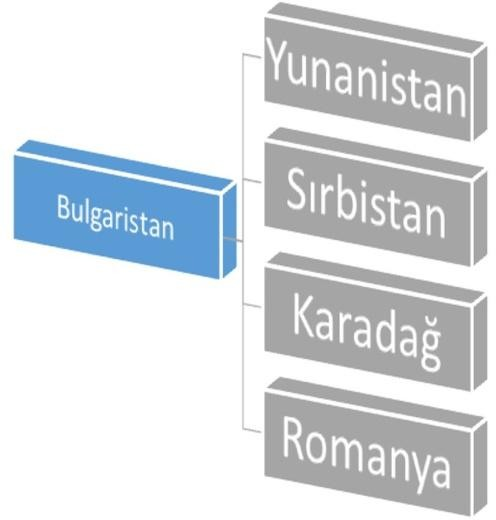 Bulgaristan
Yunanistan
Sırbistan
Karadağ
Romanya